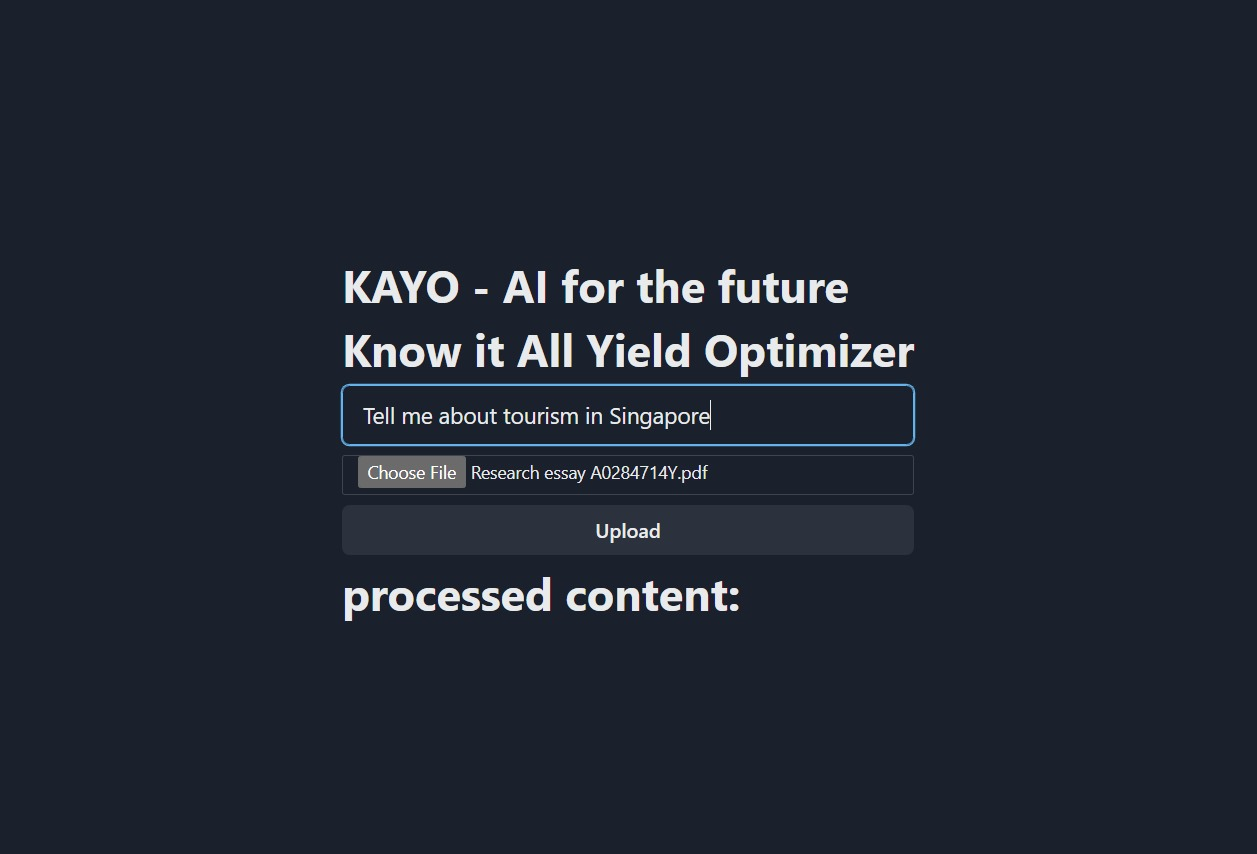 KAYO - AI for the future
Know it All Yield Optimizer
Tell me about tourism in Singapore
Choose File Research essay A0284714Y.pdf
Upload
processed content: